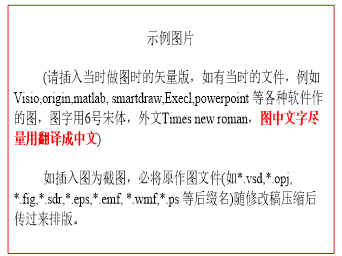 示例图片
(请插入当时做图时的矢量版，如有当时的文件，例如
Visio,origin,matlab, smartdraw,Execl,powerpoint 等各种软件作
的图，图字用6号宋体，外文Times new roman，图中文字尽
量用翻译成中文)
如插入图为截图，必将原作图文件(如*.vsd,*.opj,
*.fig,*.sdr,*.eps,*.emf, *.wmf,*.ps 等后缀名)随修改稿压缩后
传过来排版。